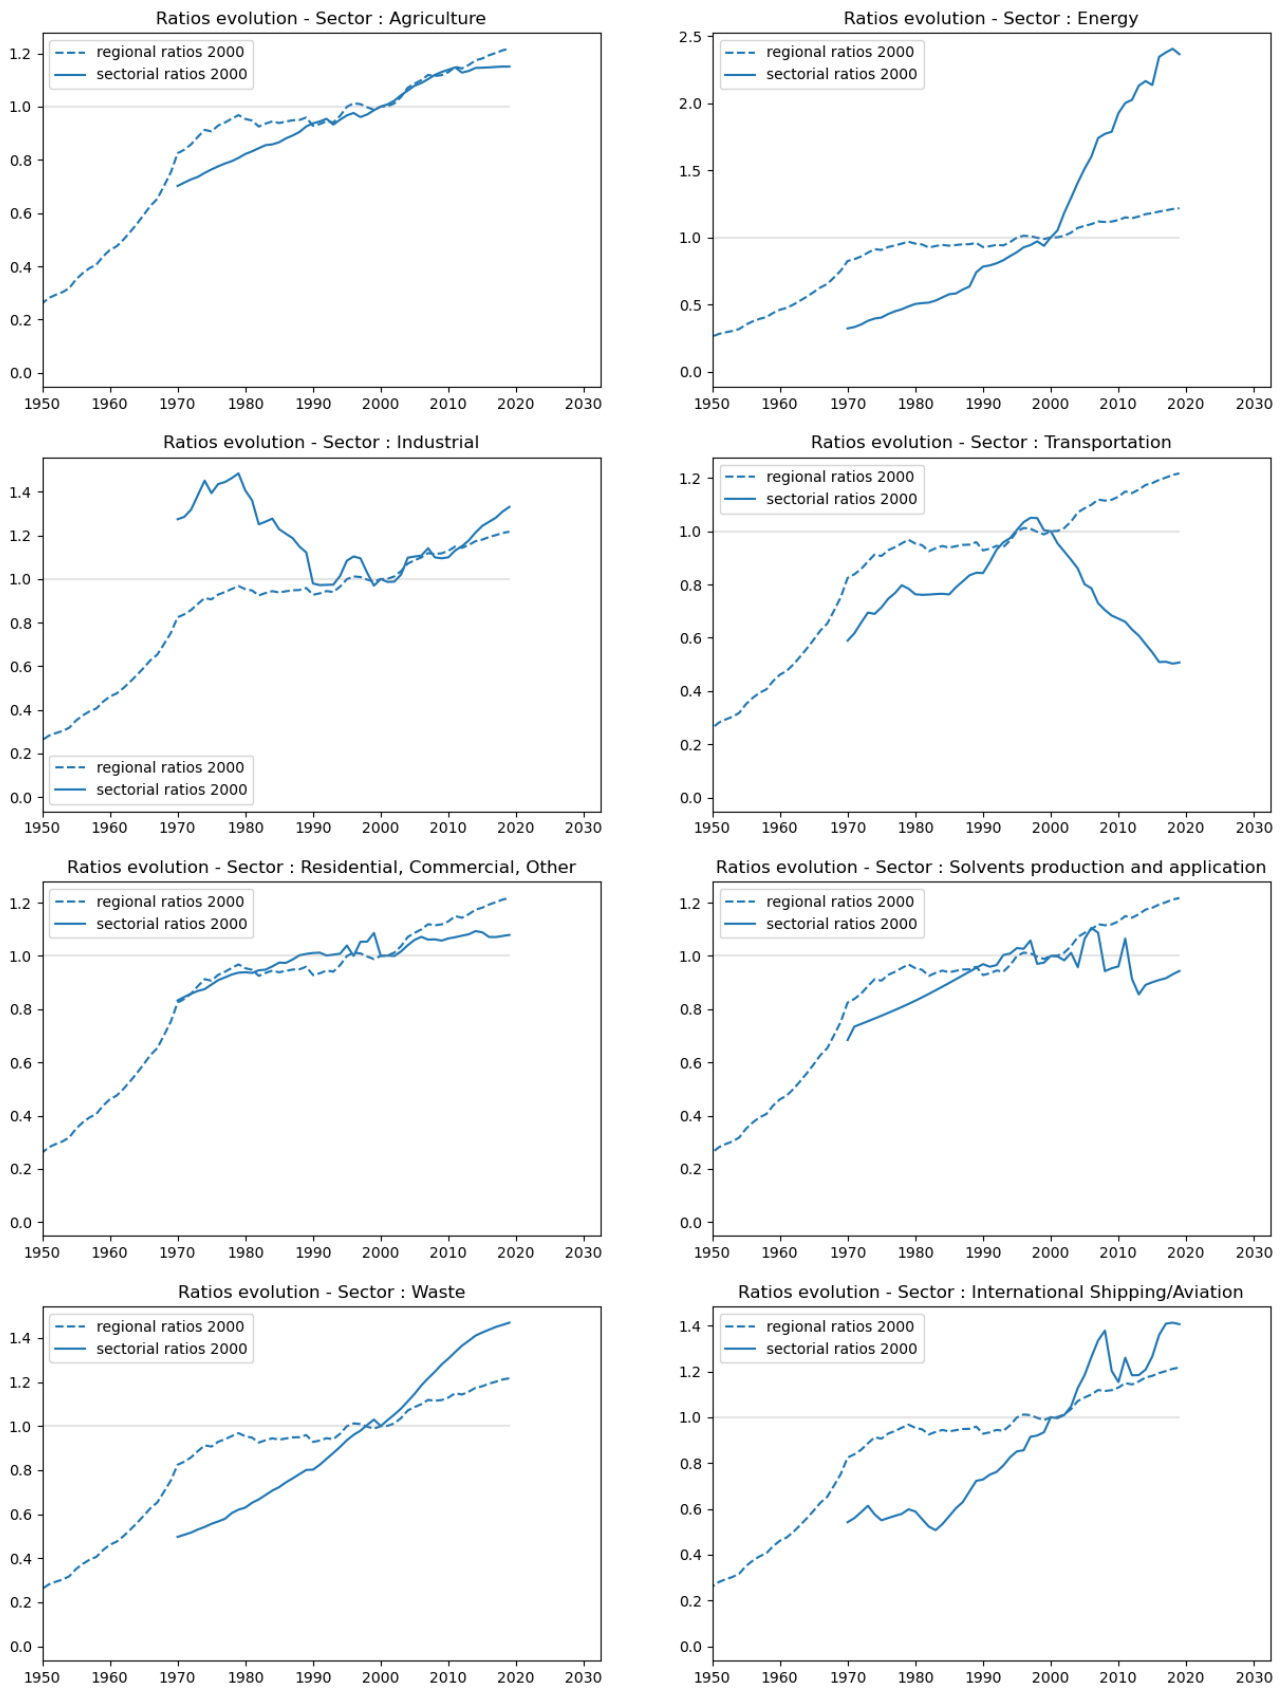 Ratios evolution - Sector : Agriculture
regional ratios 2000
sectorial ratios 2000
1.2
1.0
0.8
0.6
0.4
0.2
0.0
1950 1960 1970 1980 1990 2000 2010 2020 2030
Ratios evolution - Sector : Energy
regional ratios 2000
sectorial ratios 2000
2.5
2.0
1.5
1.0
0.5
0.0
1950 1960 1970 1980 1990 2000 2010 2020 2030
Ratios evolution - Sector : Industrial
1.4
1.2
1.0
0.8
0.6
0.4
0.2
0.0
regional ratios 2000
sectorial ratios 2000
1950 1960 1970 1980 1990 2000 2010 2020 2030
Ratios evolution - Sector : Transportation
regional ratios 2000
sectorial ratios 2000
1.2
1.0
0.8
0.6
0.4
0.2
0.0
1950 1960 1970 1980 1990 2000 2010 2020 2030
Ratios evolution - Sector : Residential, Commercial, Other
regional ratios 2000
sectorial ratios 2000
1.2
1.0
0.8
0.6
0.4
0.2
0.0
1950 1960 1970 1980 1990 2000 2010 2020 2030
Ratios evolution - Sector : Solvents production and application
regional ratios 2000
sectorial ratios 2000
1.2
1.0
0.8
0.6
0.4
0.2
0.0
1950 1960 1970 1980 1990 2000 2010 2020 2030
Ratios evolution - Sector : Waste
regional ratios 2000
sectorial ratios 2000
1.4
1.2
1.0
0.8
0.6
0.4
0.2
0.0
1950 1960 1970 1980 1990 2000 2010 2020 2030
Ratios evolution - Sector : International Shipping/Aviation
regional ratios 2000
sectorial ratios 2000
1.4
1.2
1.0
0.8
0.6
0.4
0.2
0.0
1950 1960 1970 1980 1990 2000 2010 2020 2030